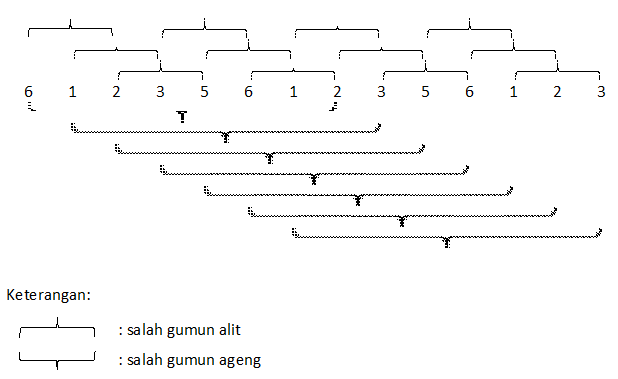 6 1 2 3 5 6 1 2 3 5 6 1 2 3
Keterangan:
: salah gumun alit
: salah gumun ageng